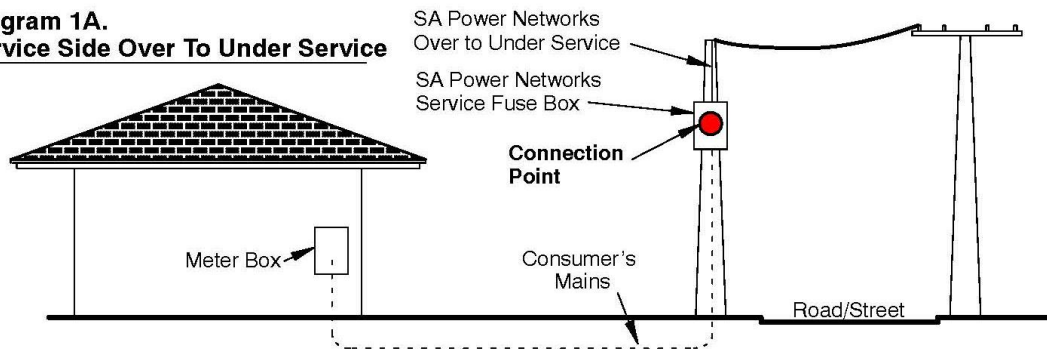 gram 1A.
rvice Side Over To Under Service
SA Power Networks
Over to Under Service
SA Power Networks
Service Fuse Box
Connection
Point
Meter Box
Consumer's
Mains
Road/Street